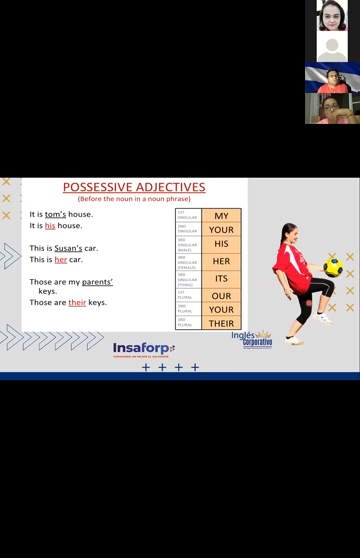 POSSESSIVE ADJECTIVES
(Before the noun in a noun phrase)
It is tom's house.
It is his house.
This is Susan's car.
This is her car.
Those are my parents'
keys.
Those are their keys.
1ST SINGULAR MY
2ND SINGULAR YOUR
3RD SINGULAR (MALE) HIS
3RD SINGULAR (FEMALE) HER
3RD SINGULAR (THING) ITS
1ST PLURAL OUR
2ND PLURAL YOUR
3RD PLURAL THEIR
Insaforp
Inglés
Corporativo